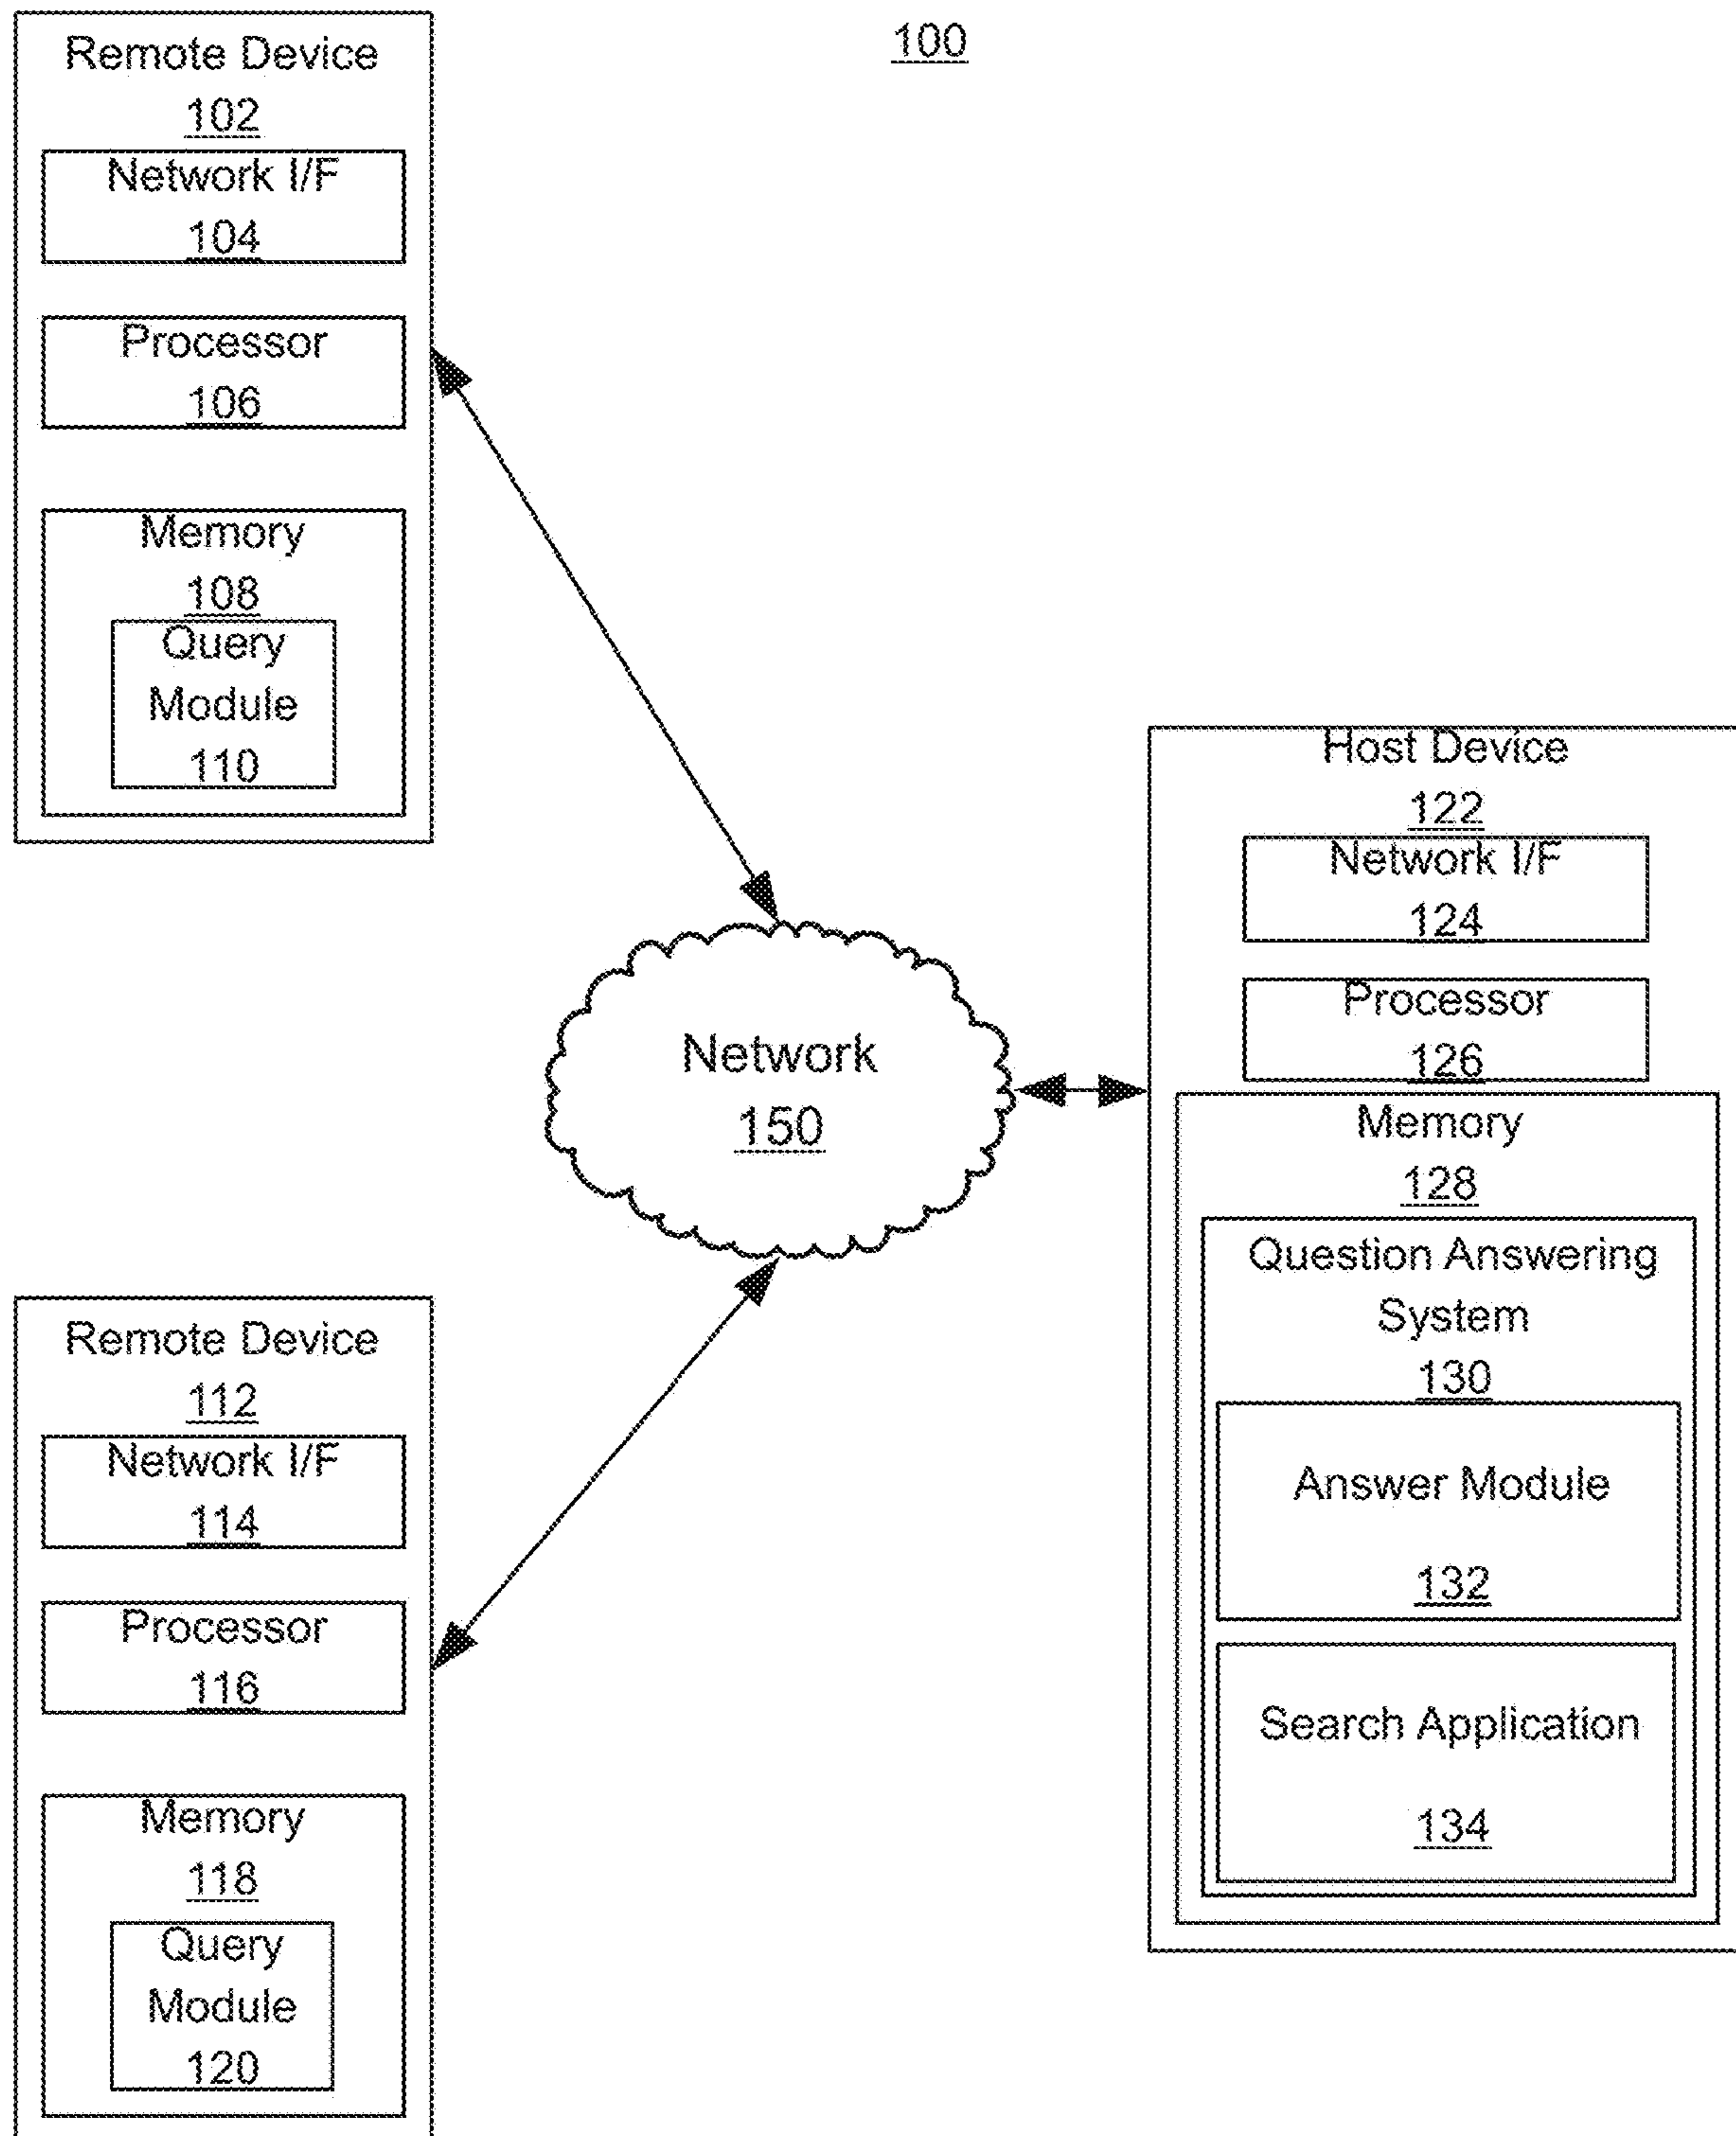 100
Remote Device
102
Network I/F
104
Processor
106
Memory
108
Query
Module
110
Network
150
Remote Device
112
Network I/F
114
Processor
116
Memory
118
Query
Module
120
Host Device
122
Network I/F
124
Processor
126
Memory
128
Question Answering
System
130
Answer Module
132
Search Application
134